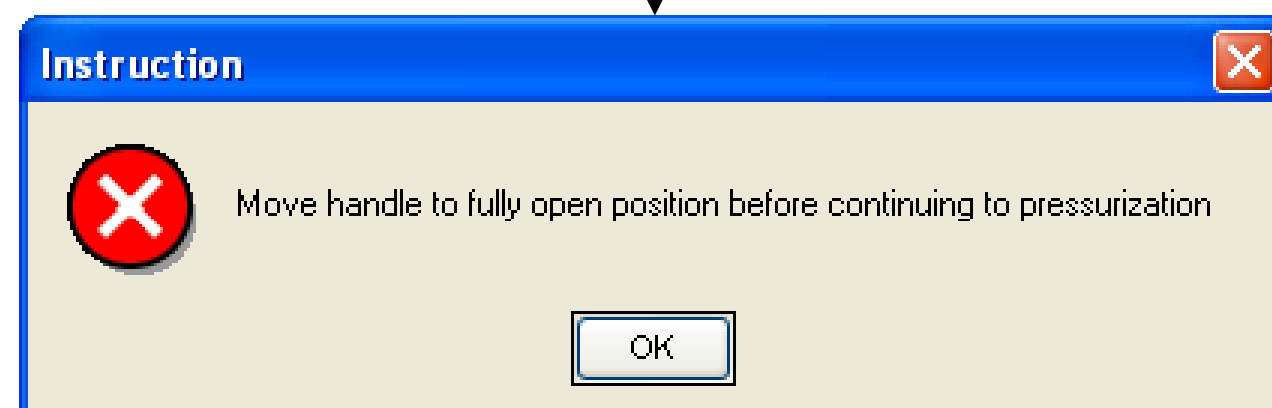 Instruction
Move handle to fully open position before continuing to pressurization
OK